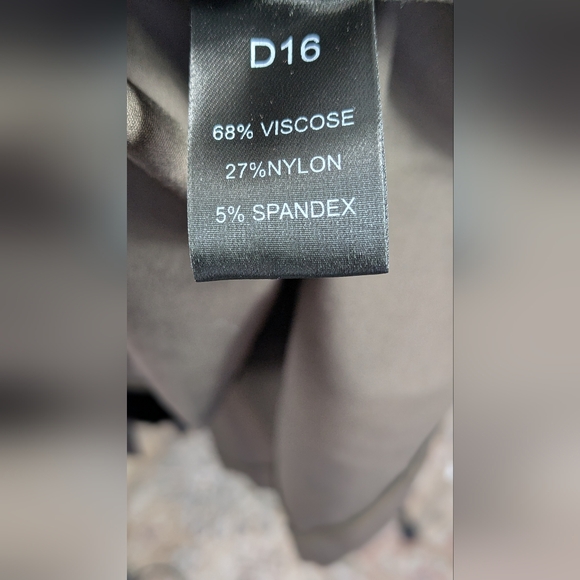 D16
68% VISCOSE
27%NYLON
5% SPANDEX